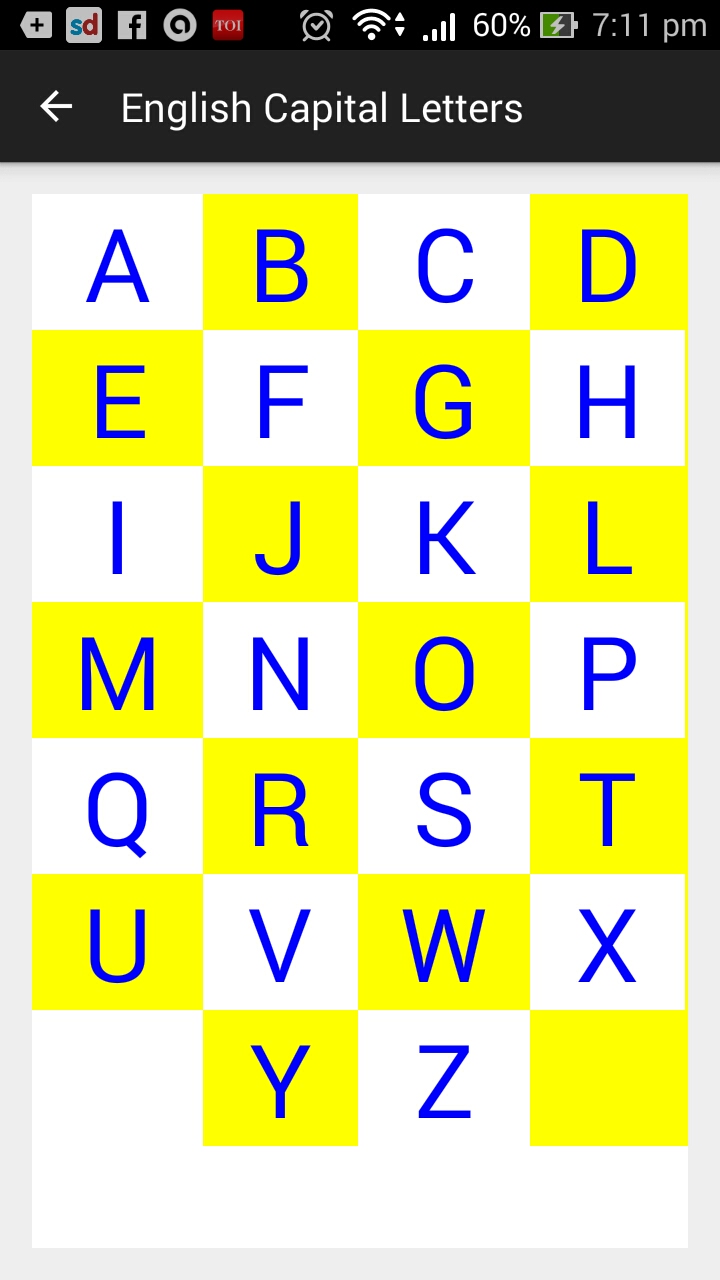 sd f a TOI 60% 7:11 pm
English Capital Letters
A B C D
E F G H
I J K L
M N O P
Q R S T
U V W X
Y Z